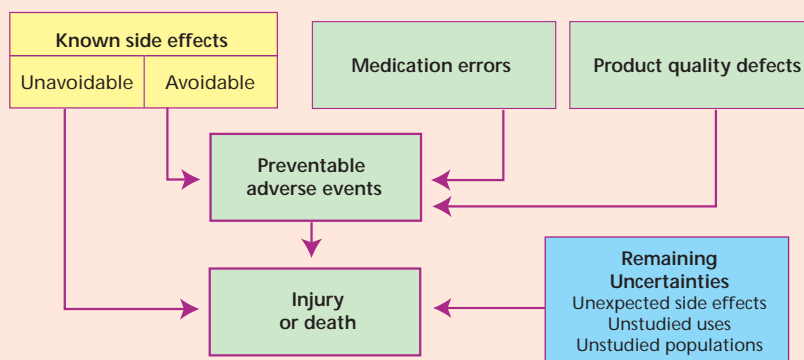 Known side effects
Unavoidable
Avoidable
Medication errors
Product quality defects
Preventable
adverse events
Injury
or death
Remaining
Uncertainties
Unexpected side effects
Unstudied uses
Unstudied populations